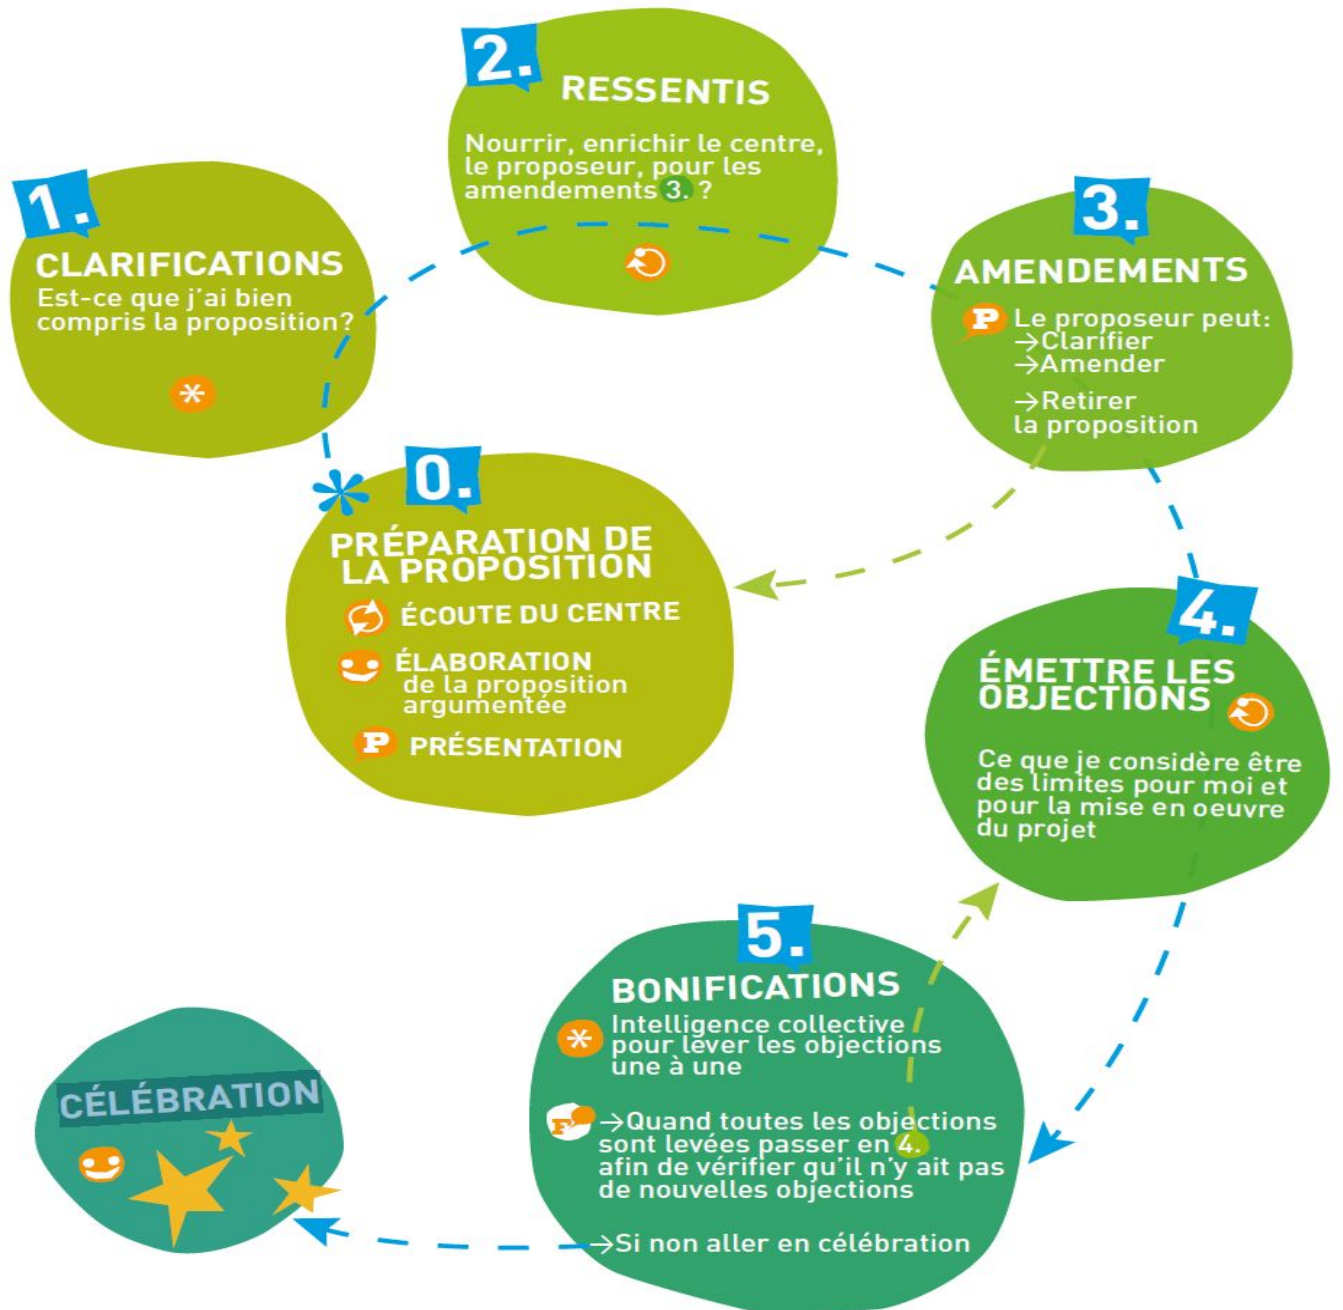 0.
PRÉPARATION DE
LA PROPOSITION
ÉCOUTE DU CENTRE
ÉLABORATION
de la proposition
argumentée
P PRÉSENTATION
1.
CLARIFICATIONS
Est-ce que j'ai bien
compris la proposition?
*
2.
RESSENTIS
Nourrir, enrichir le centre,
le proposeur, pour les
amendements 3. ?
3.
AMENDEMENTS
P Le proposeur peut:
→Clarifier
→Amender
→Retirer
la proposition
4.
ÉMETTRE LES
OBJECTIONS
Ce que je considère être
des limites pour moi et
pour la mise en oeuvre
du projet
5.
BONIFICATIONS
* Intelligence collective
pour lever les objections
une à une
F →Quand toutes les objections
sont levées passer en 4.
afin de vérifier qu'il n'y ait pas
de nouvelles objections
→Si non aller en célébration
CÉLÉBRATION